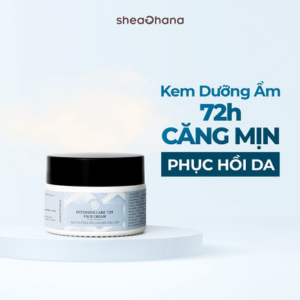 sheaGhana
Kem Dưỡng Ẩm
72h
CĂNG MỊN
PHỤC HỒI DA
INTENSIVE CARE 72H
FACE CREAM